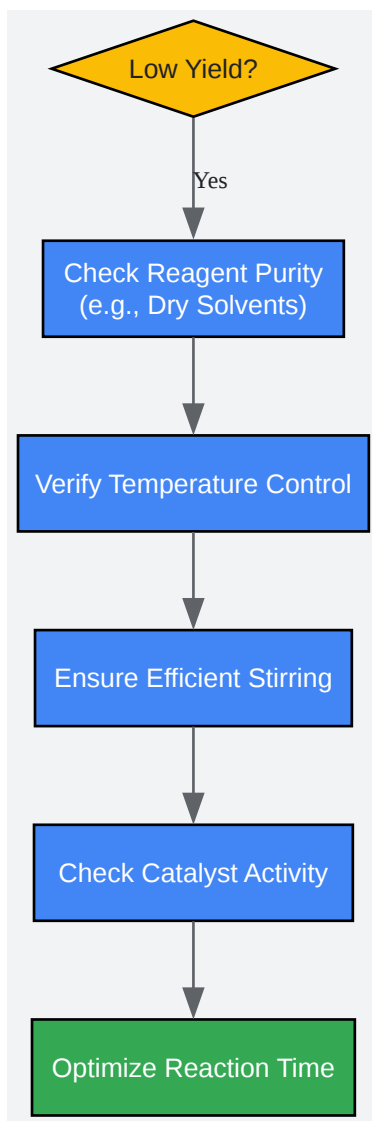 Low Yield?
Yes
Check Reagent Purity
(e.g., Dry Solvents)
Verify Temperature Control
Ensure Efficient Stirring
Check Catalyst Activity
Optimize Reaction Time